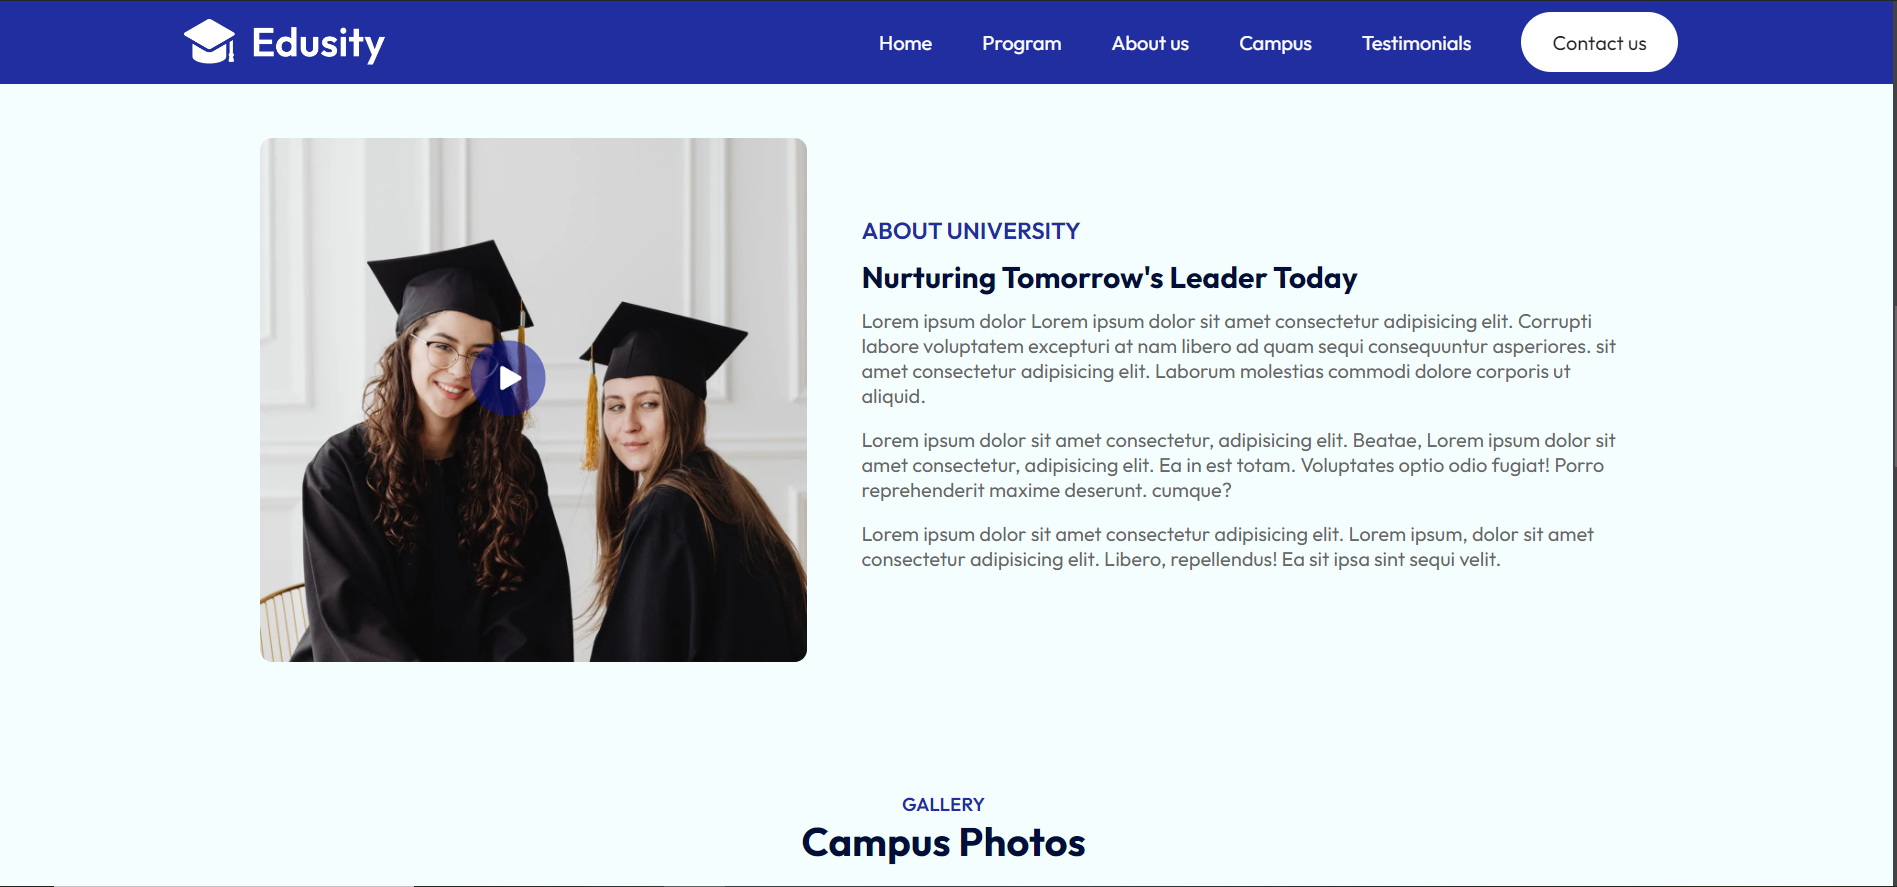 Edusity
Home Program About us Campus Testimonials Contact us
ABOUT UNIVERSITY
Nurturing Tomorrow's Leader Today
Lorem ipsum dolor Lorem ipsum dolor sit amet consectetur adipisicing elit. Corrupti
labore voluptatem excepturi at nam libero ad quam sequi consequuntur asperiores. sit
amet consectetur adipisicing elit. Laborum molestias commodi dolore corporis ut
aliquid.
Lorem ipsum dolor sit amet consectetur, adipisicing elit. Beatae, Lorem ipsum dolor sit
amet consectetur, adipisicing elit. Ea in est totam. Voluptates optio odio fugiat! Porro
reprehenderit maxime deserunt. cumque?
Lorem ipsum dolor sit amet consectetur adipisicing elit. Lorem ipsum, dolor sit amet
consectetur adipisicing elit. Libero, repellendus! Ea sit ipsa sint sequi velit.
GALLERY
Campus Photos